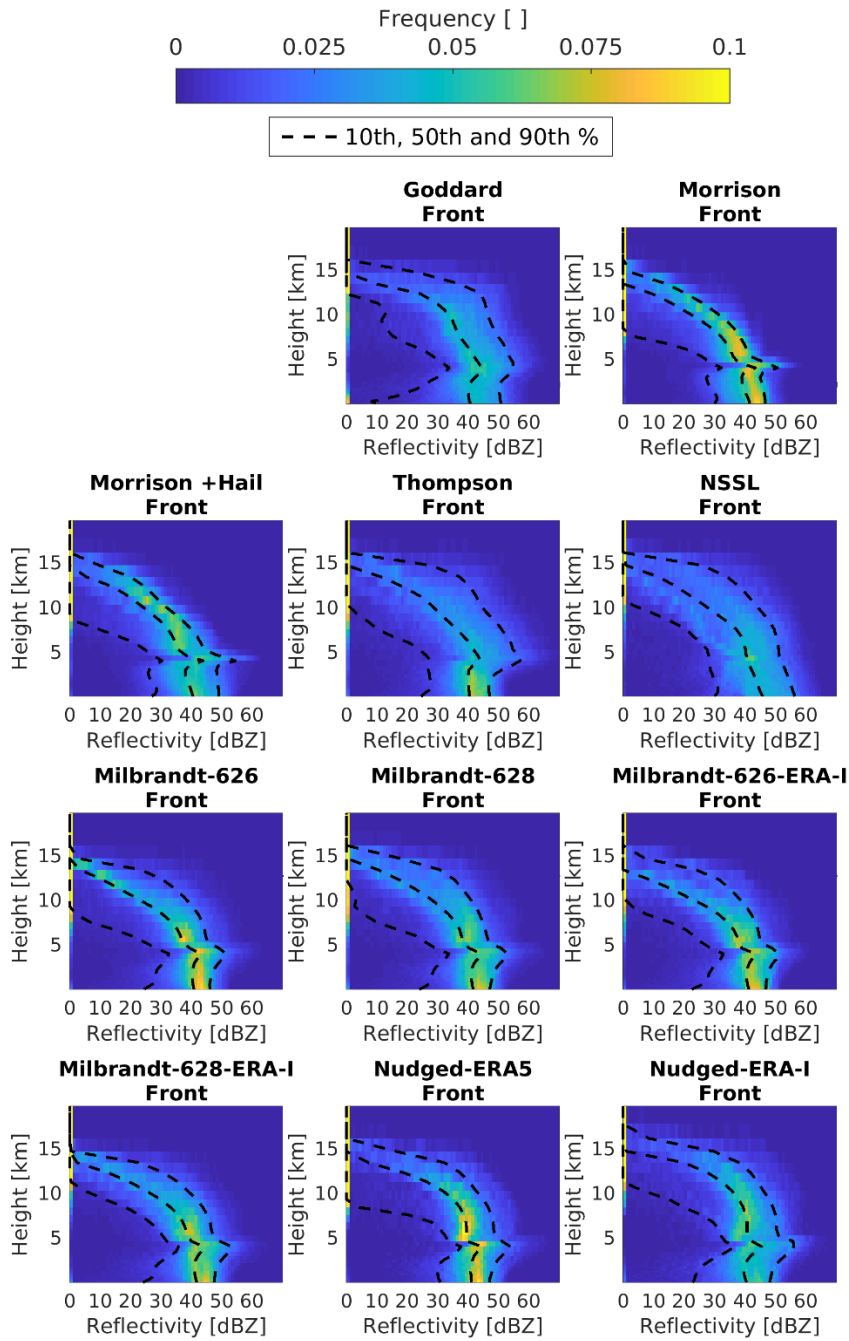 Frequency [ ]
0 0.025 0.05 0.075 0.1
10th, 50th and 90th %
Goddard
Front
Height [km]
15
10
5
0 10 20 30 40 50 60
Reflectivity [dBZ]
Morrison
Front
Height [km]
15
10
5
0 10 20 30 40 50 60
Reflectivity [dBZ]
Morrison +Hail
Front
Height [km]
15
10
5
0 10 20 30 40 50 60
Reflectivity [dBZ]
Thompson
Front
Height [km]
15
10
5
0 10 20 30 40 50 60
Reflectivity [dBZ]
NSSL
Front
Height [km]
15
10
5
0 10 20 30 40 50 60
Reflectivity [dBZ]
Milbrandt-626
Front
Height [km]
15
10
5
0 10 20 30 40 50 60
Reflectivity [dBZ]
Milbrandt-628
Front
Height [km]
15
10
5
0 10 20 30 40 50 60
Reflectivity [dBZ]
Milbrandt-626-ERA-I
Front
Height [km]
15
10
5
0 10 20 30 40 50 60
Reflectivity [dBZ]
Milbrandt-628-ERA-I
Front
Height [km]
15
10
5
0 10 20 30 40 50 60
Reflectivity [dBZ]
Nudged-ERA5
Front
Height [km]
15
10
5
0 10 20 30 40 50 60
Reflectivity [dBZ]
Nudged-ERA-I
Front
Height [km]
15
10
5
0 10 20 30 40 50 60
Reflectivity [dBZ]